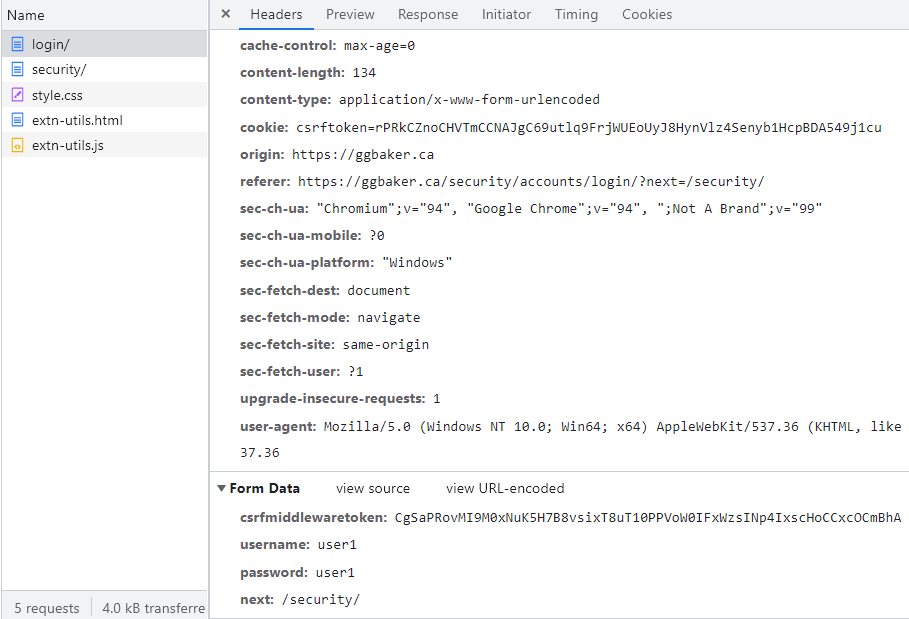 Name
login/
security/
style.css
extn-utils.html
extn-utils.js
5 requests
4.0 kB transferre
× Headers Preview Response Initiator Timing Cookies
cache-control: max-age=0
content-length: 134
content-type: application/x-www-form-urlencoded
cookie: csrftoken=rPRkCZnoCHVTmCCNAJgC69utlq9FrjWUEoUyJ8HynVlz4Senyb1HcpBDA549j1cu
origin: https://ggbaker.ca
referer: https://ggbaker.ca/security/accounts/login/?next=/security/
sec-ch-ua: "Chromium";v="94", "Google Chrome";v="94", ";Not A Brand";v="99"
sec-ch-ua-mobile: ?0
sec-ch-ua-platform: "Windows"
sec-fetch-dest: document
sec-fetch-mode: navigate
sec-fetch-site: same-origin
sec-fetch-user: ?1
upgrade-insecure-requests: 1
user-agent: Mozilla/5.0 (Windows NT 10.0; Win64; x64) AppleWebKit/537.36 (KHTML, like
37.36
Form Data view source view URL-encoded
csrfmiddlewaretoken: CgSaPRovMI9M0xNuK5H7B8vsixT8uT10PPVoW0IFxWzsINp4IxscHoCCxcOCmBhA
username: user1
password: user1
next: /security/